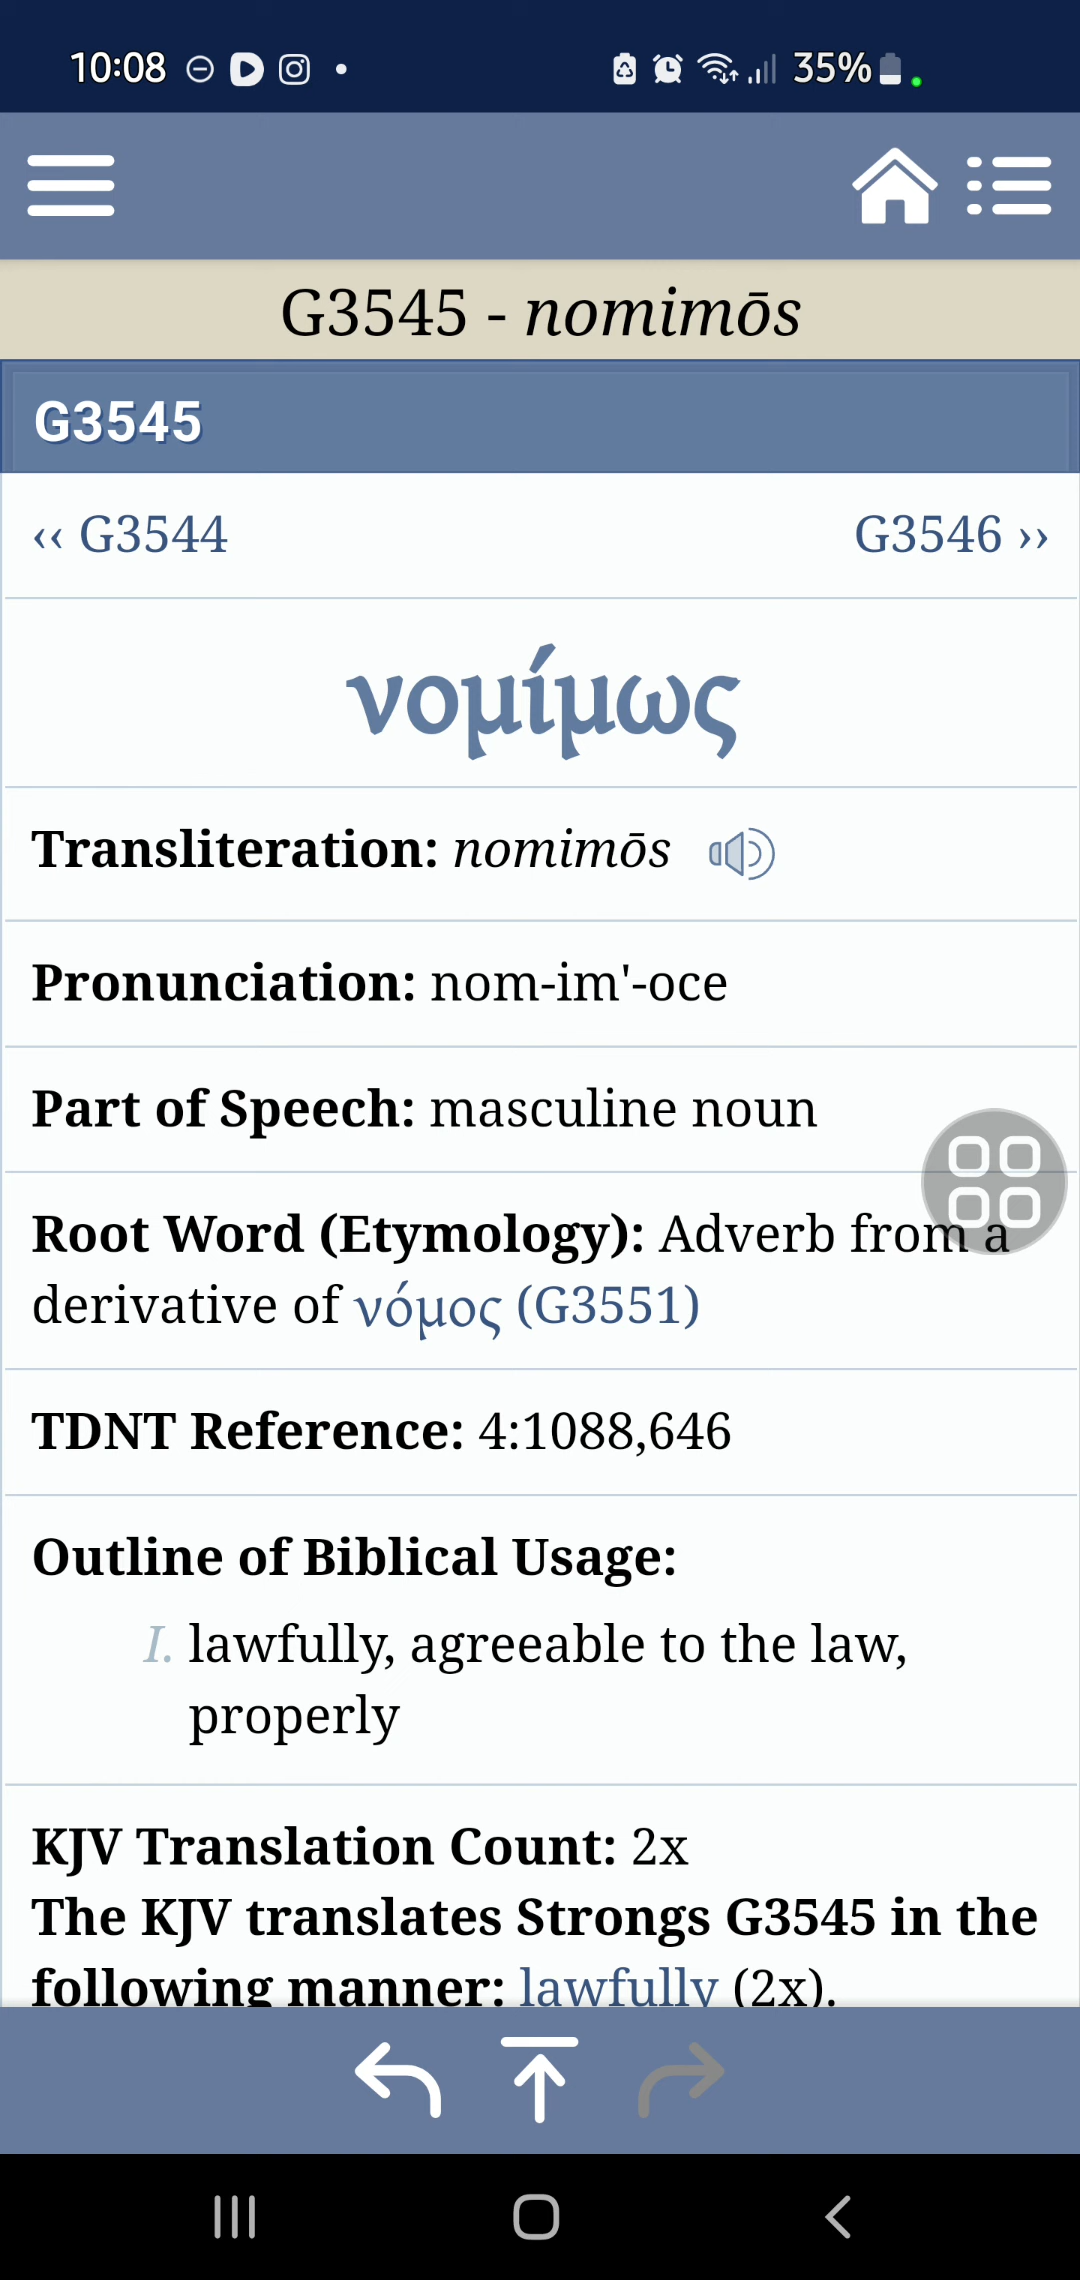 10:08 35%
G3545 - nomimōs
G3545
‹‹ G3544 G3546 ››
νομίμως
Transliteration: nomimōs
Pronunciation: nom-im'-oce
Part of Speech: masculine noun
Root Word (Etymology): Adverb from a
derivative of νόμος (G3551)
TDNT Reference: 4:1088,646
Outline of Biblical Usage:
I. lawfully, agreeable to the law,
properly
KJV Translation Count: 2x
The KJV translates Strongs G3545 in the
following manner: lawfully (2x).